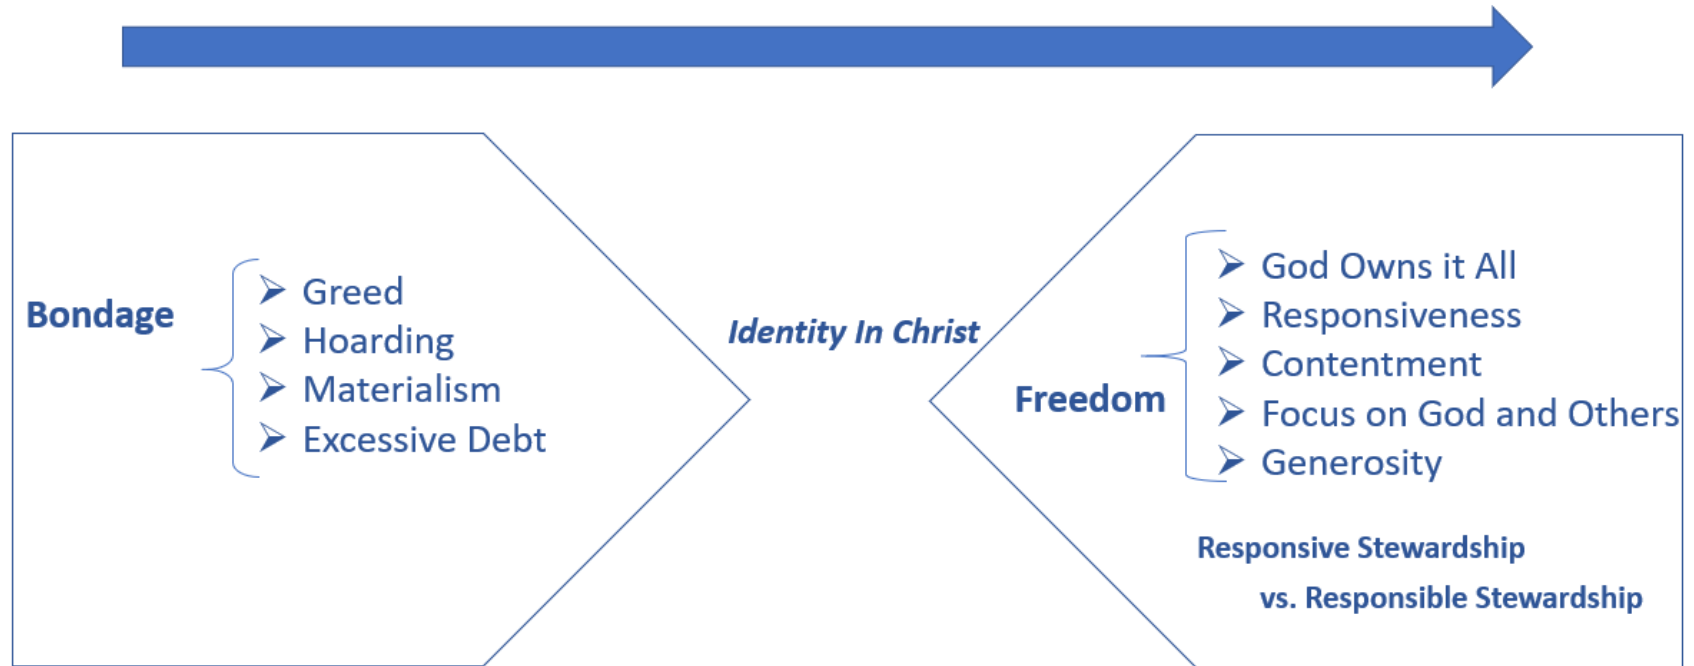 Bondage
Greed
Hoarding
Materialism
Excessive Debt
Identity In Christ
Freedom
God Owns it All
Responsiveness
Contentment
Focus on God and Others
Generosity
Responsive Stewardship
vs. Responsible Stewardship